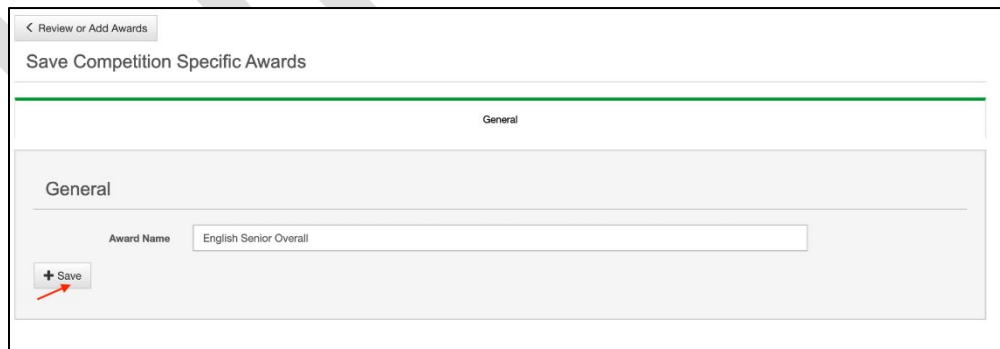 Review or Add Awards
Save Competition Specific Awards
General
General
Award Name English Senior Overall
Save